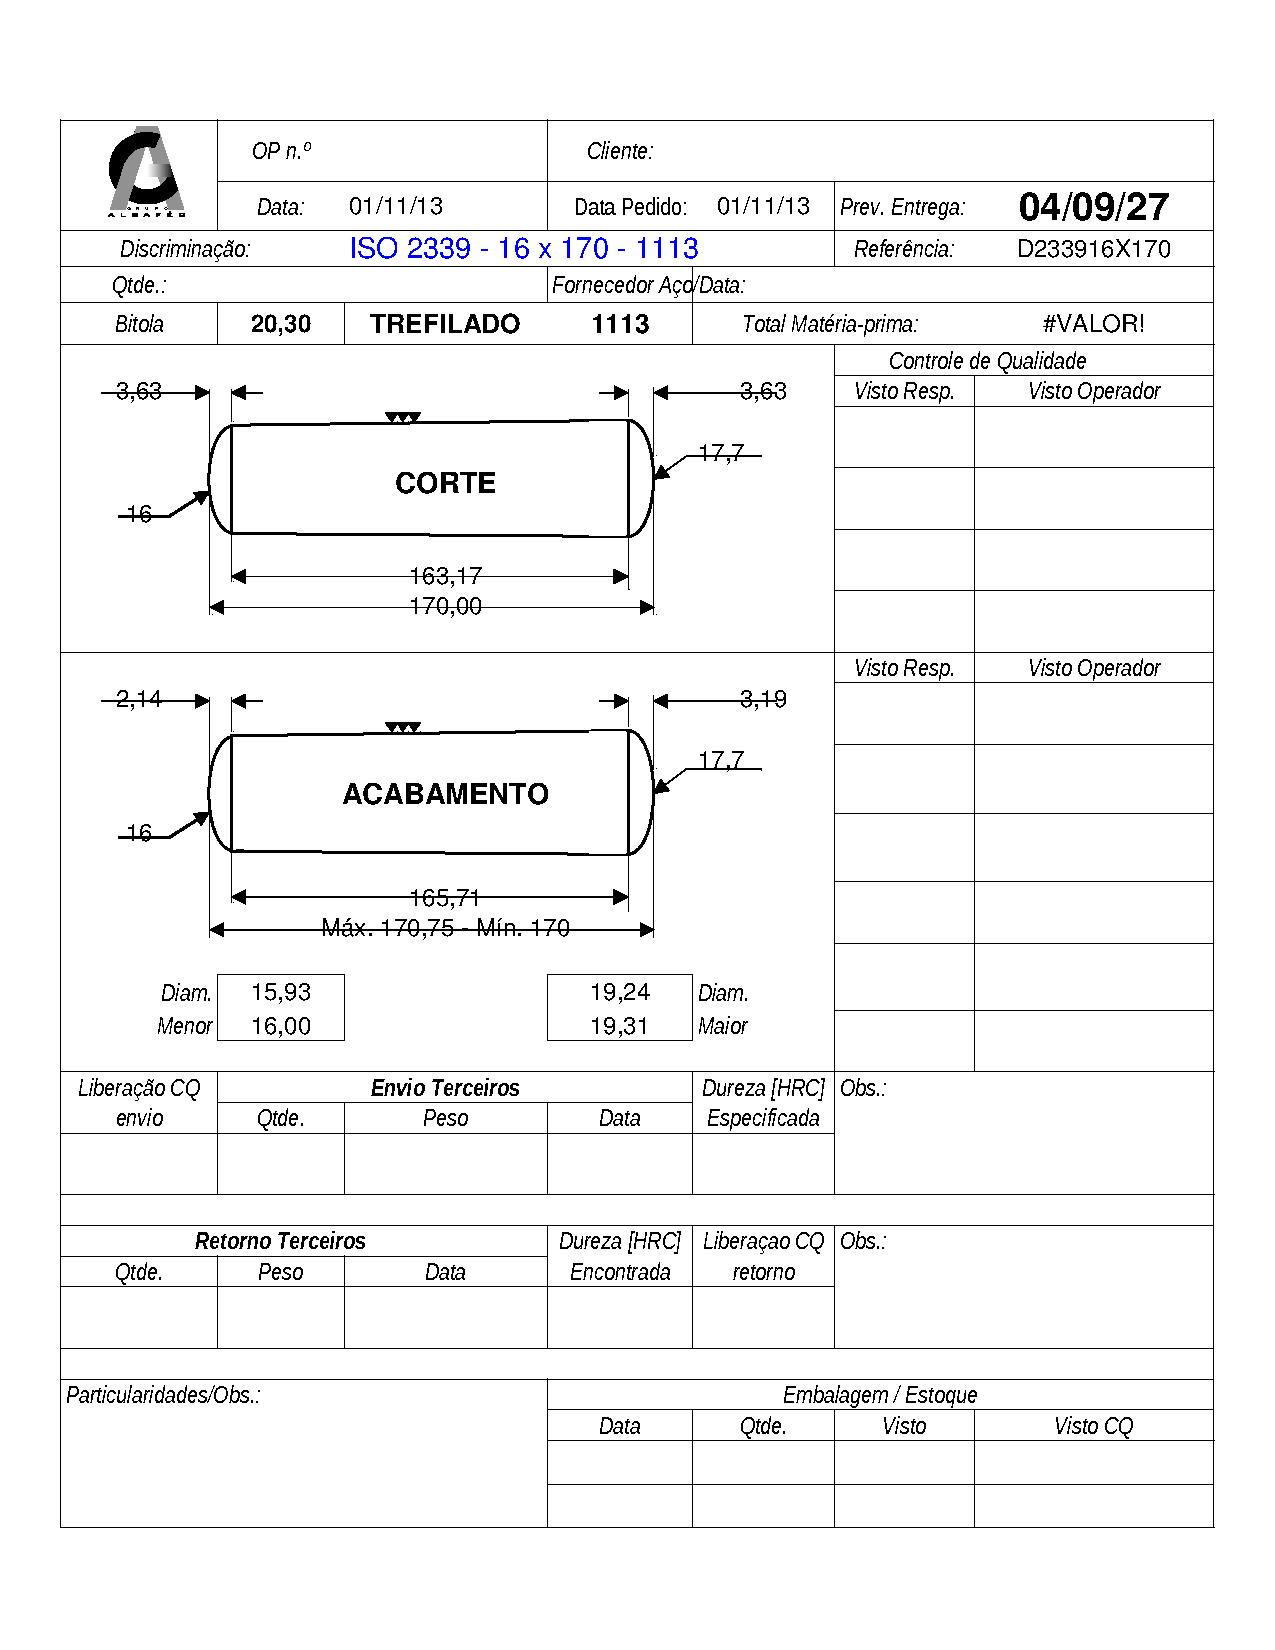 OP n.º Cliente:
GRUPO
ALBAFER
Data: 01/11/13 Data Pedido: 01/11/13 Prev. Entrega: 04/09/27
Discriminação: ISO 2339 - 16 x 170 - 1113 Referência: D233916X170
Qtde.: Fornecedor Aço/Data:
Bitola 20,30 TREFILADO 1113 Total Matéria-prima: #VALOR!
Controle de Qualidade
3,63 3,63 Visto Resp. Visto Operador
17,7
CORTE
16
163,17
170,00
Visto Resp. Visto Operador
2,14 3,19
17,7
ACABAMENTO
16
165,71
Máx. 170,75 - Mín. 170
Diam. 15,93 19,24 Diam.
Menor 16,00 19,31 Maior
Liberação CQ Envio Terceiros Dureza [HRC] Obs.:
envio Qtde. Peso Data Especificada
Retorno Terceiros Dureza [HRC] Liberaçao CQ Obs.:
Qtde. Peso Data Encontrada retorno
Particularidades/Obs.: Embalagem / Estoque
Data Qtde. Visto Visto CQ